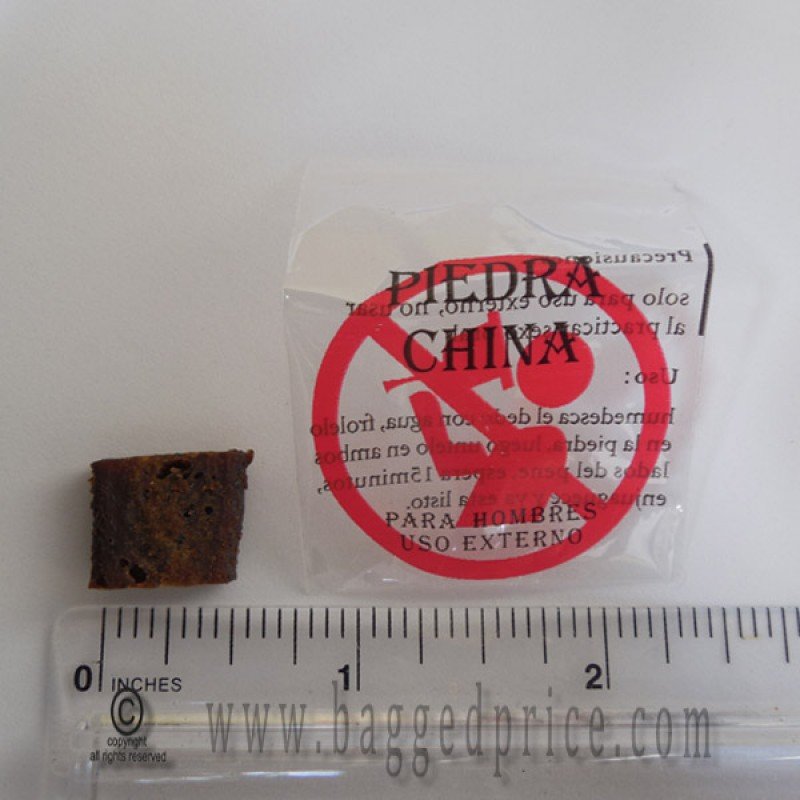 PIEDRA
CHINA
PARA HOMBRES
USO EXTERNO
Precausion:
solo para uso externo, no usar
al practicar sexo
Uso:
humedesca el dedo con agua, frotelo
en la piedra, luego untelo en ambos
lados del pene, espera 15minutos,
enjuaguece y ya esta listo.
0 INCHES 1 2
©
copyright
all rights reserved
www.baggedprice.com